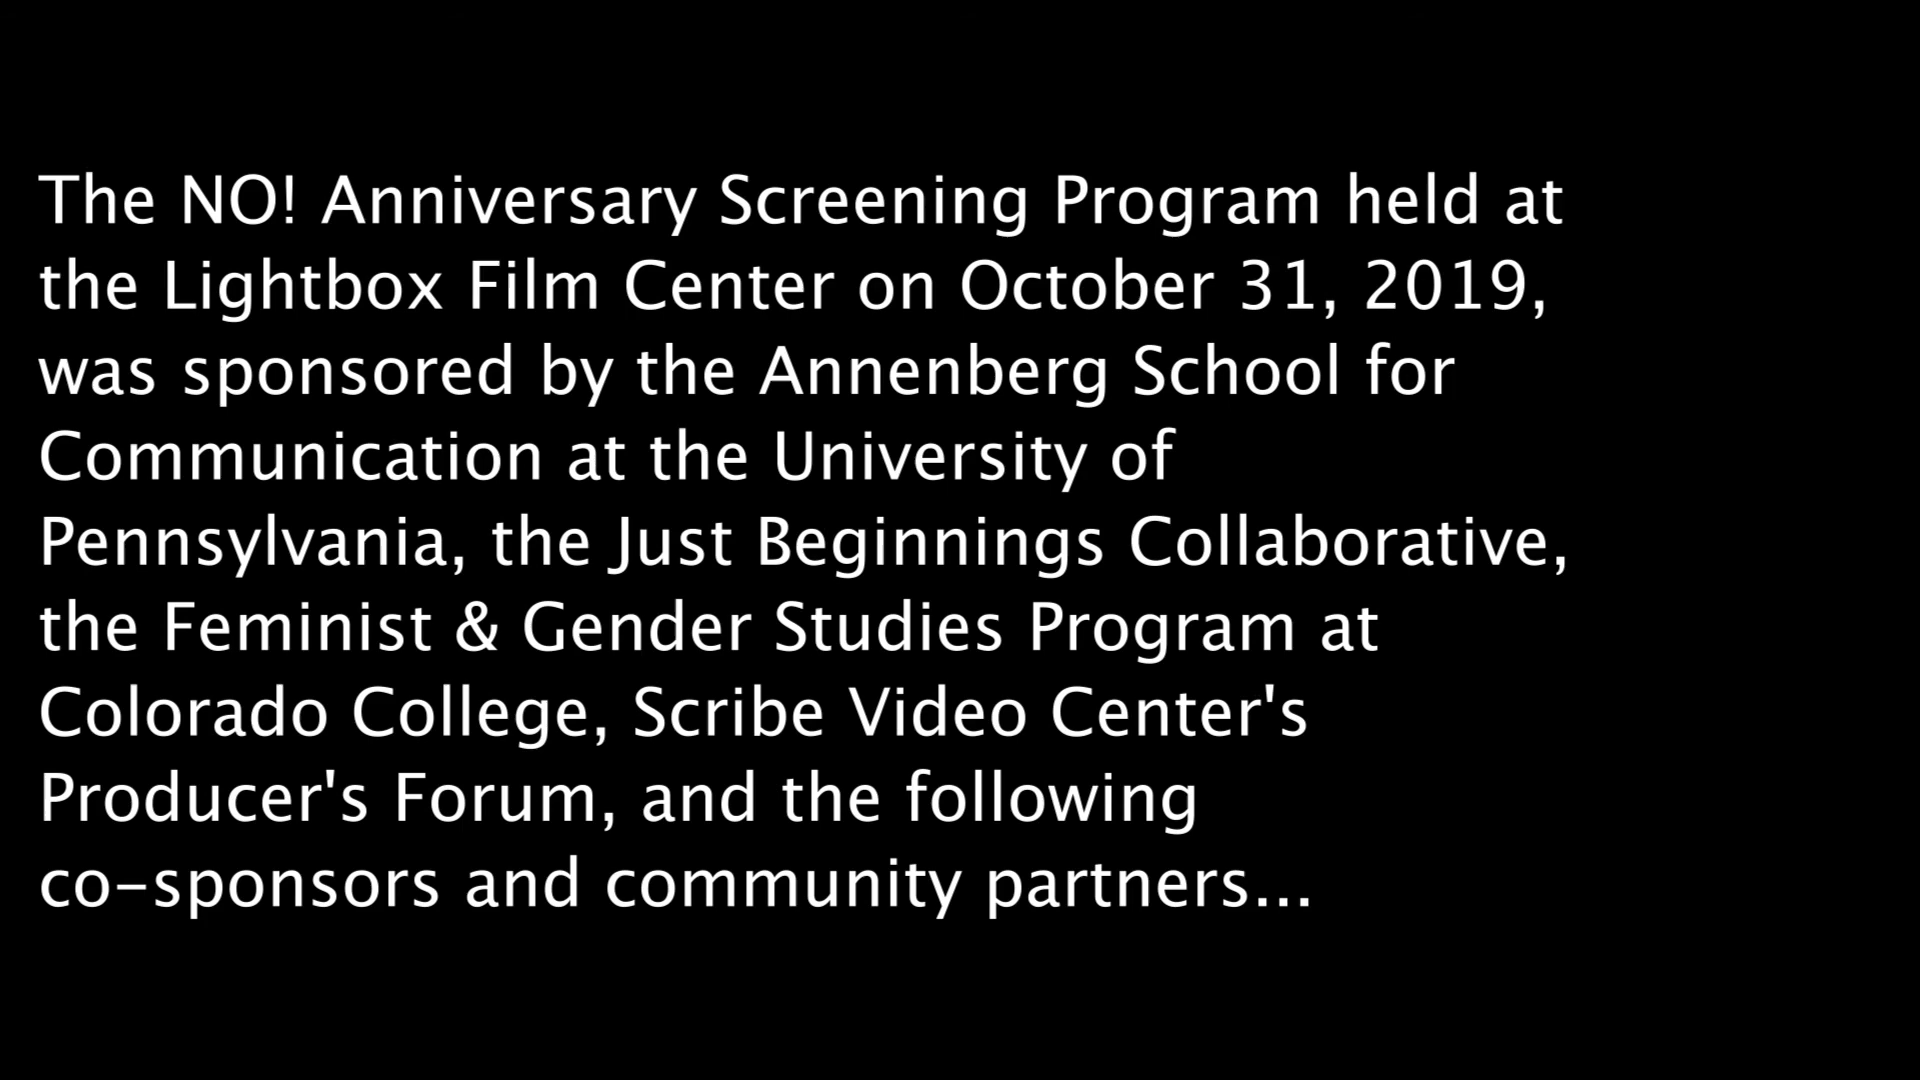 The NO! Anniversary Screening Program held at
the Lightbox Film Center on October 31, 2019,
was sponsored by the Annenberg School for
Communication at the University of
Pennsylvania, the Just Beginnings Collaborative,
the Feminist & Gender Studies Program at
Colorado College, Scribe Video Center's
Producer's Forum, and the following
co-sponsors and community partners...